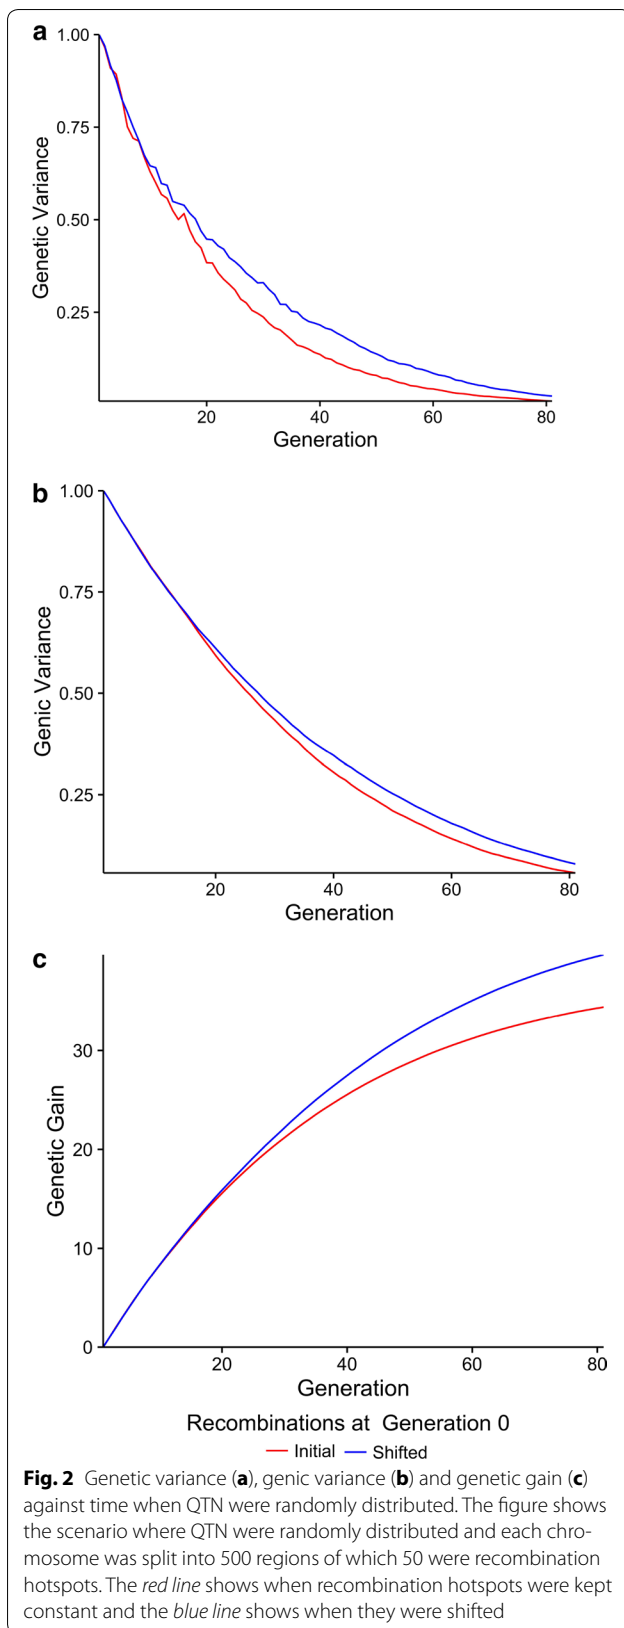 a
1.00
0.75
0.50
0.25
Genetic Variance
20 40 60 80
Generation
b
1.00
0.75
0.50
0.25
Genic Variance
20 40 60 80
Generation
c
30
20
10
0
Genetic Gain
20 40 60 80
Generation
Recombinations at Generation 0
Initial Shifted
Fig. 2 Genetic variance (a), genic variance (b) and genetic gain (c)
against time when QTN were randomly distributed. The figure shows
the scenario where QTN were randomly distributed and each chro-
mosome was split into 500 regions of which 50 were recombination
hotspots. The red line shows when recombination hotspots were kept
constant and the blue line shows when they were shifted